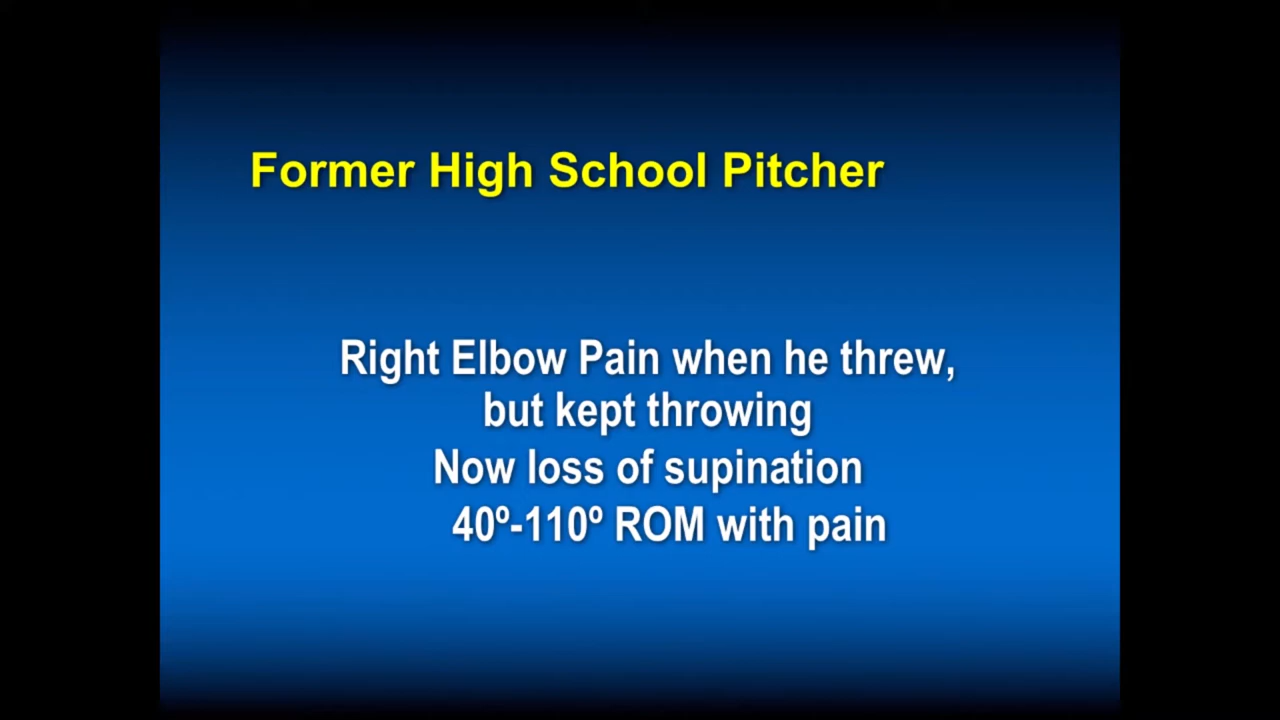 Former High School Pitcher
Right Elbow Pain when he threw,
but kept throwing
Now loss of supination
40º-110º ROM with pain